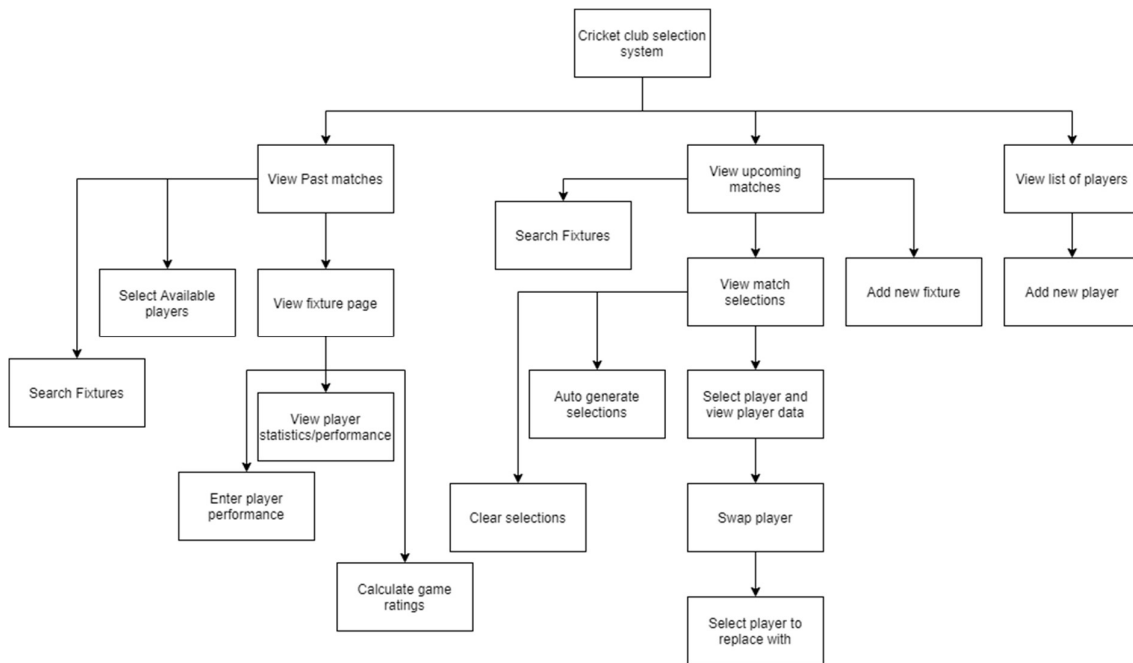 Cricket club selection
system
View Past matches
View upcoming
matches
View list of players
Search Fixtures
Select Available
players
View fixture page
View match
selections
Add new fixture
Add new player
Search Fixtures
Auto generate
selections
Select player and
view player data
View player
statistics/performance
Enter player
performance
Clear selections
Swap player
Calculate game
ratings
Select player to
replace with